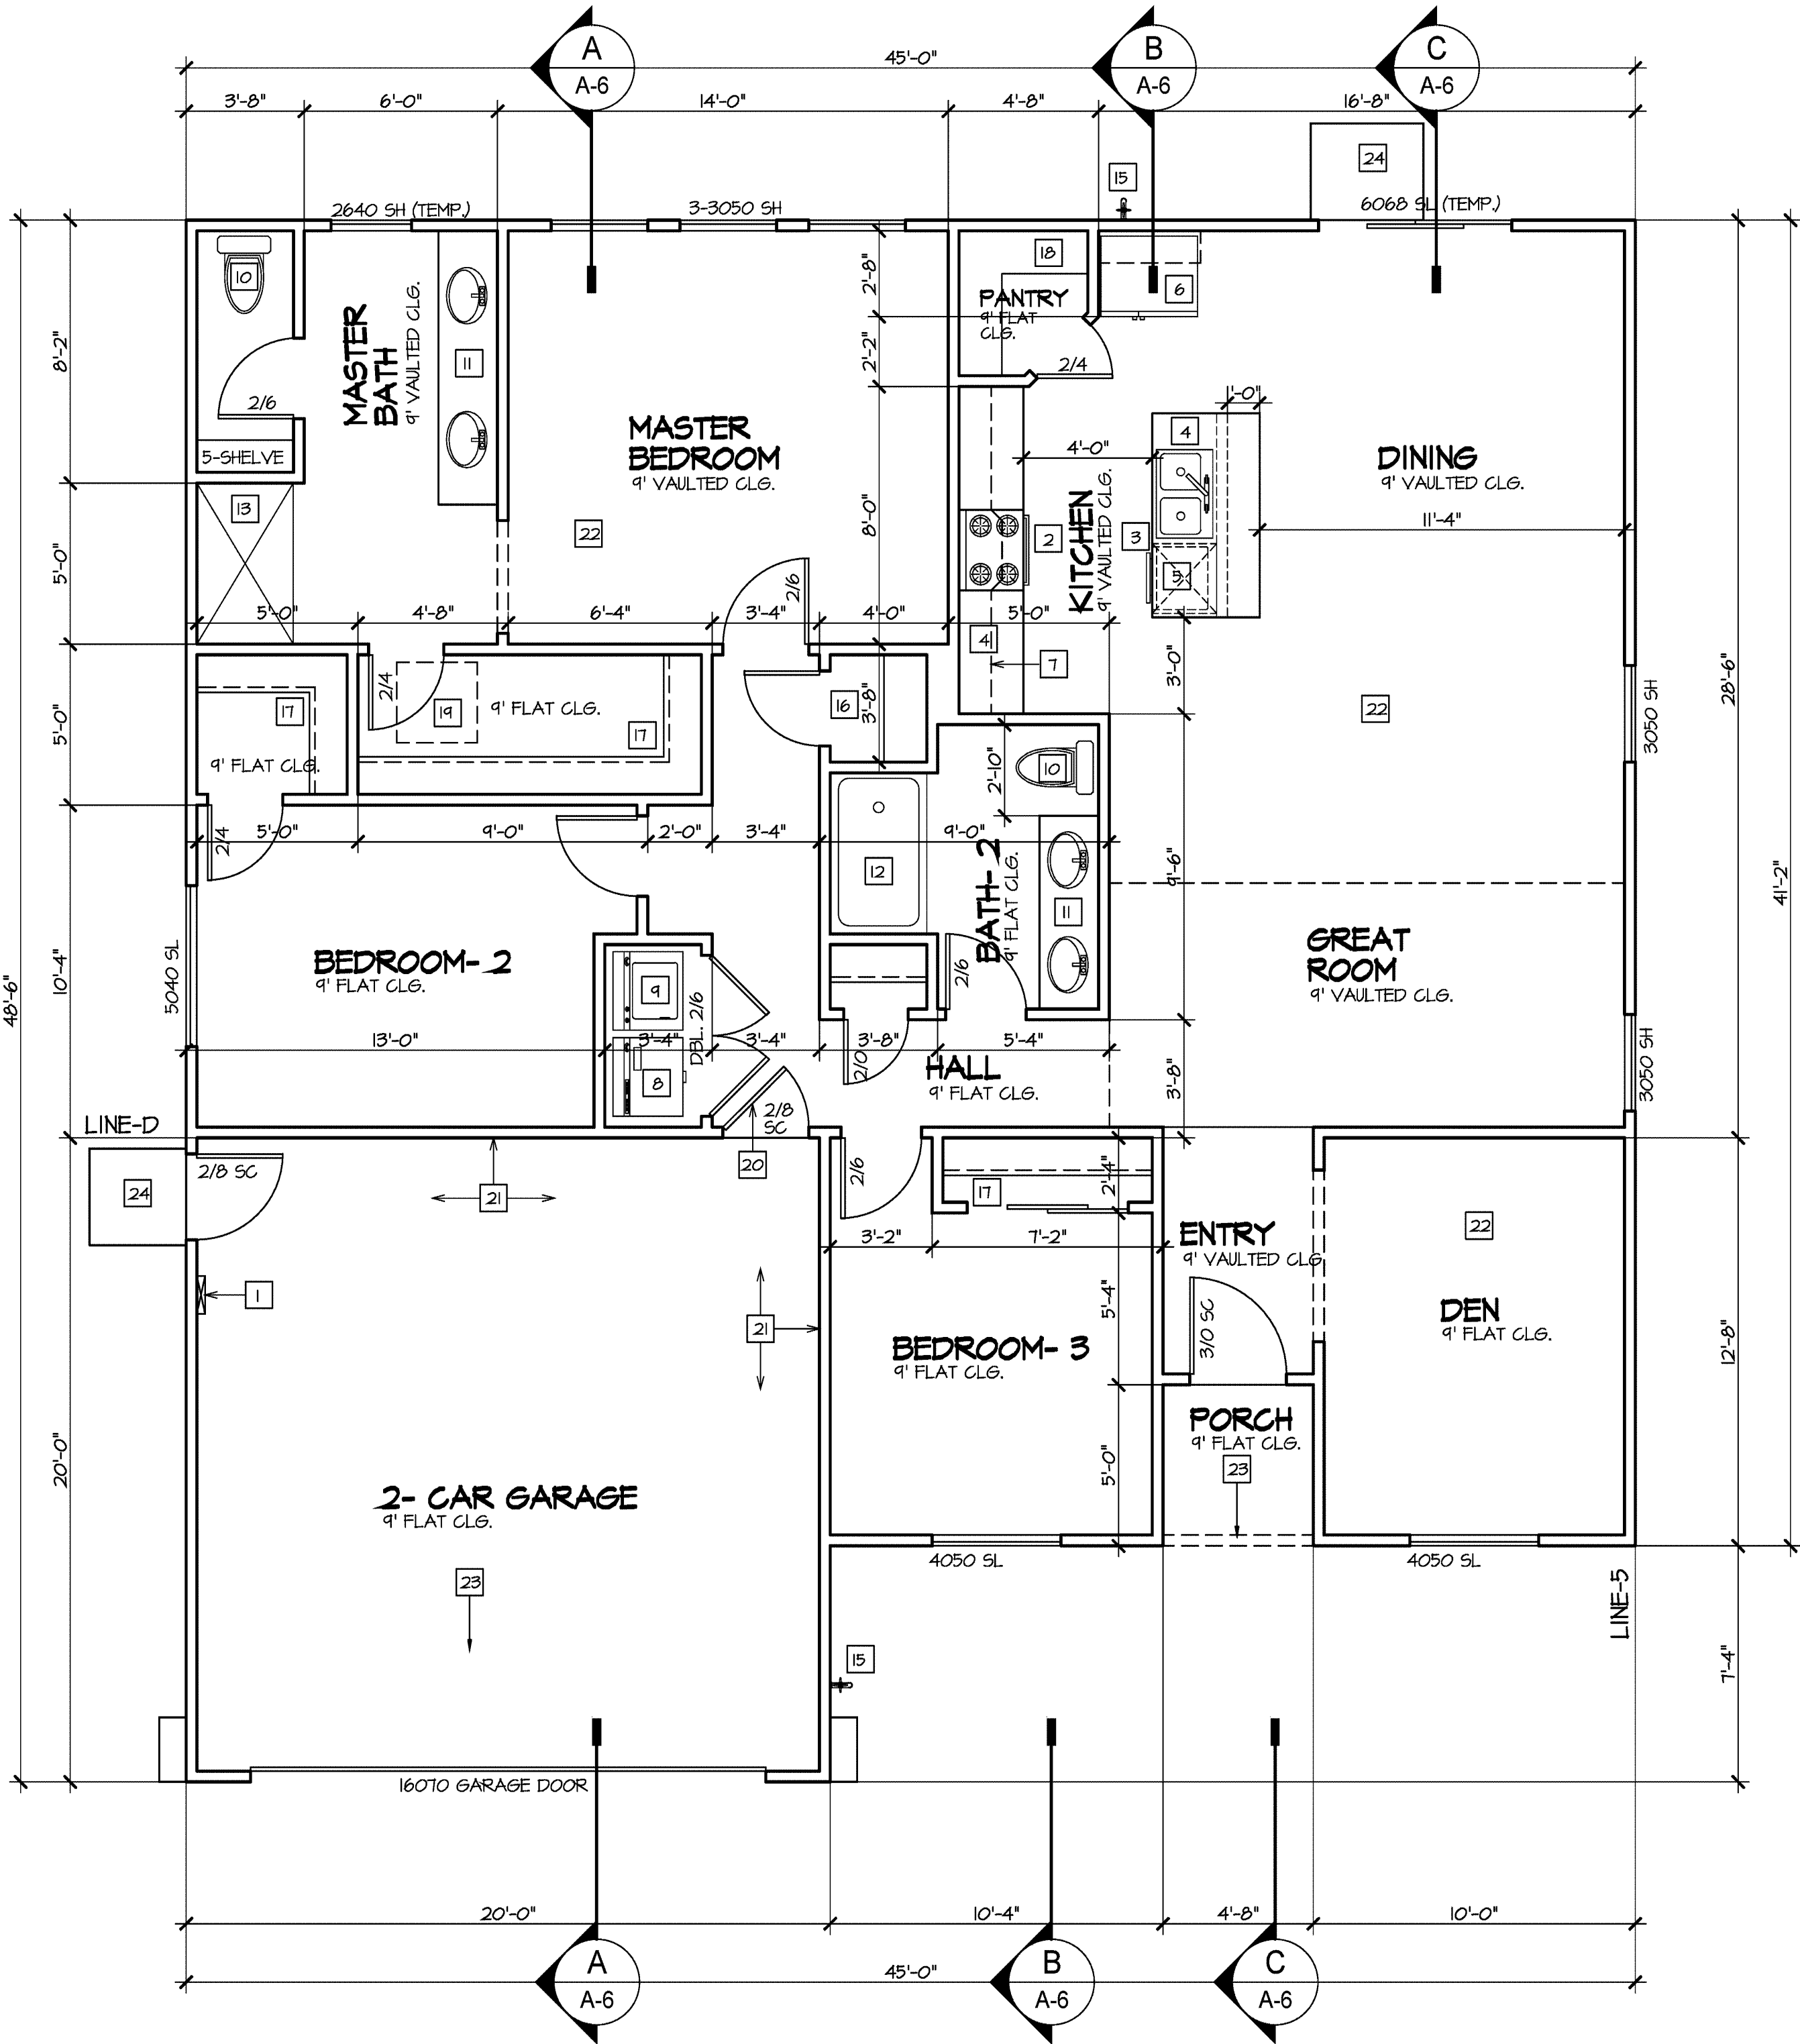 A
A-6
B
A-6
C
A-6
45'-0"
3'-8"
6'-0"
14'-0"
4'-8"
16'-8"
24
15
2640 SH (TEMP.)
3-3050 SH
6068 SL (TEMP.)
10
18
6
2'-8"
PANTRY
9' FLAT
CLG.
MASTER
BATH
9' VAULTED CLG.
11
8'-2"
2'-2"
2/4
2/6
1'-0"
5-SHELVE
MASTER
BEDROOM
9' VAULTED CLG.
4
4'-0"
DINING
9' VAULTED CLG.
13
22
8'-0"
2
KITCHEN
9' VAULTED CLG.
3
11'-4"
5'-0"
2/6
5
5'-0"
4'-8"
6'-4"
3'-4"
4'-0"
5'-0"
4
7
3'-0"
2/4
17
19
9' FLAT CLG.
17
16
3'-8"
22
3050 SH
28'-6"
5'-0"
9' FLAT CLG.
2'-10"
10
2/4
5'-0"
9'-0"
2'-0"
3'-4"
9'-0"
12
BATH- 2
9' FLAT CLG.
11
9'-6"
41'-2"
5040 SL
10'-4"
48'-6"
BEDROOM- 2
9' FLAT CLG.
9
DBL. 2/6
2/6
GREAT
ROOM
9' VAULTED CLG.
13'-0"
3'-4"
3'-4"
3'-8"
5'-4"
8
2/0
HALL
9' FLAT CLG.
3'-8"
3050 SH
LINE-D
2/8
SC
20
2/8 SC
24
21
2/6
17
2'-4"
22
3'-2"
7'-2"
ENTRY
9' VAULTED CLG
1
21
5'-4"
3/0 SC
DEN
9' FLAT CLG.
BEDROOM- 3
9' FLAT CLG.
12'-8"
PORCH
9' FLAT CLG.
23
5'-0"
20'-0"
2- CAR GARAGE
9' FLAT CLG.
4050 SL
4050 SL
23
LINE-5
15
7'-4"
16070 GARAGE DOOR
20'-0"
10'-4"
4'-8"
10'-0"
45'-0"
A
A-6
B
A-6
C
A-6